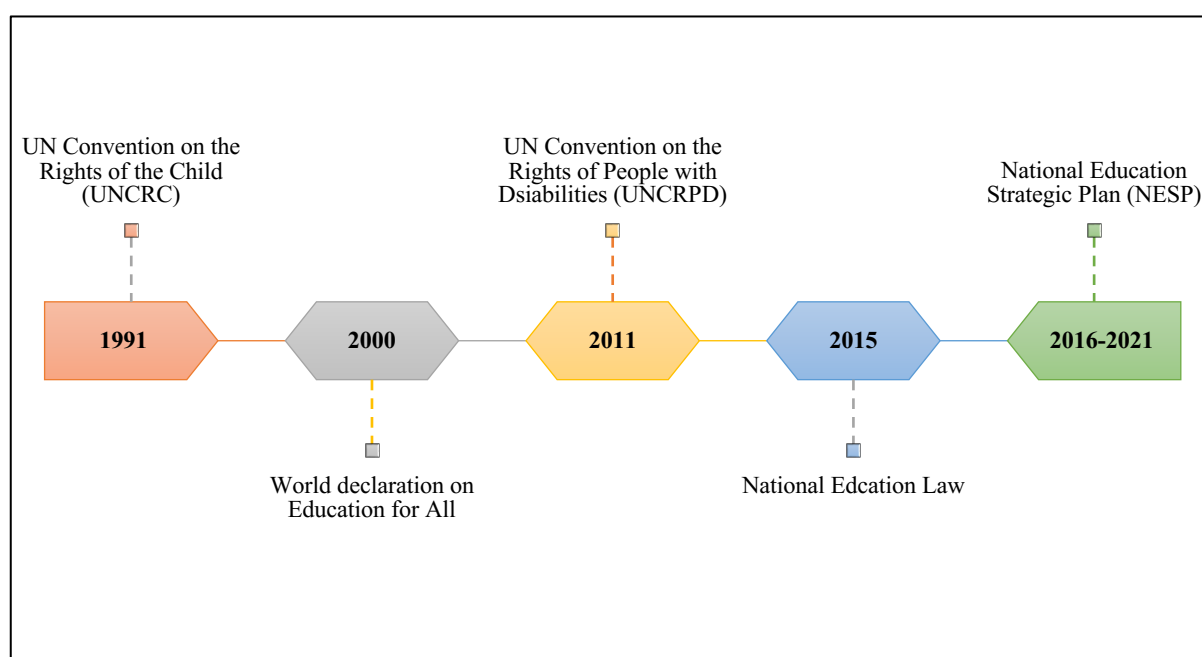 UN Convention on the
Rights of the Child
(UNCRC)
UN Convention on the
Rights of People with
Dsiabilities (UNCRPD)
National Education
Strategic Plan (NESP)
1991
2000
2011
2015
2016-2021
World declaration on
Education for All
National Edcation Law